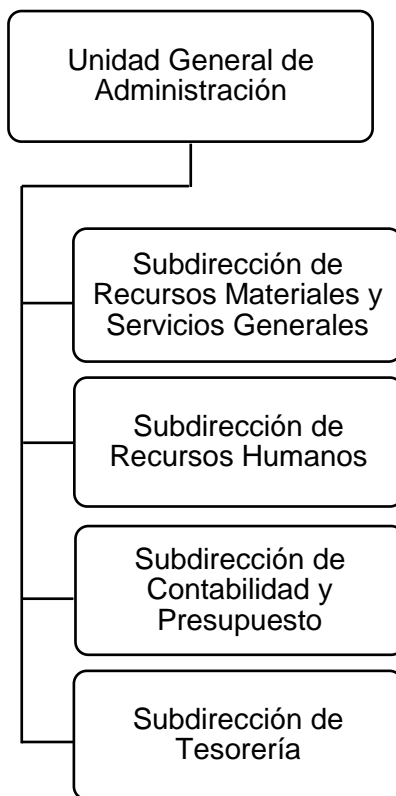 Unidad General de
Administración
Subdirección de
Recursos Materiales y
Servicios Generales
Subdirección de
Recursos Humanos
Subdirección de
Contabilidad y
Presupuesto
Subdirección de
Tesorería